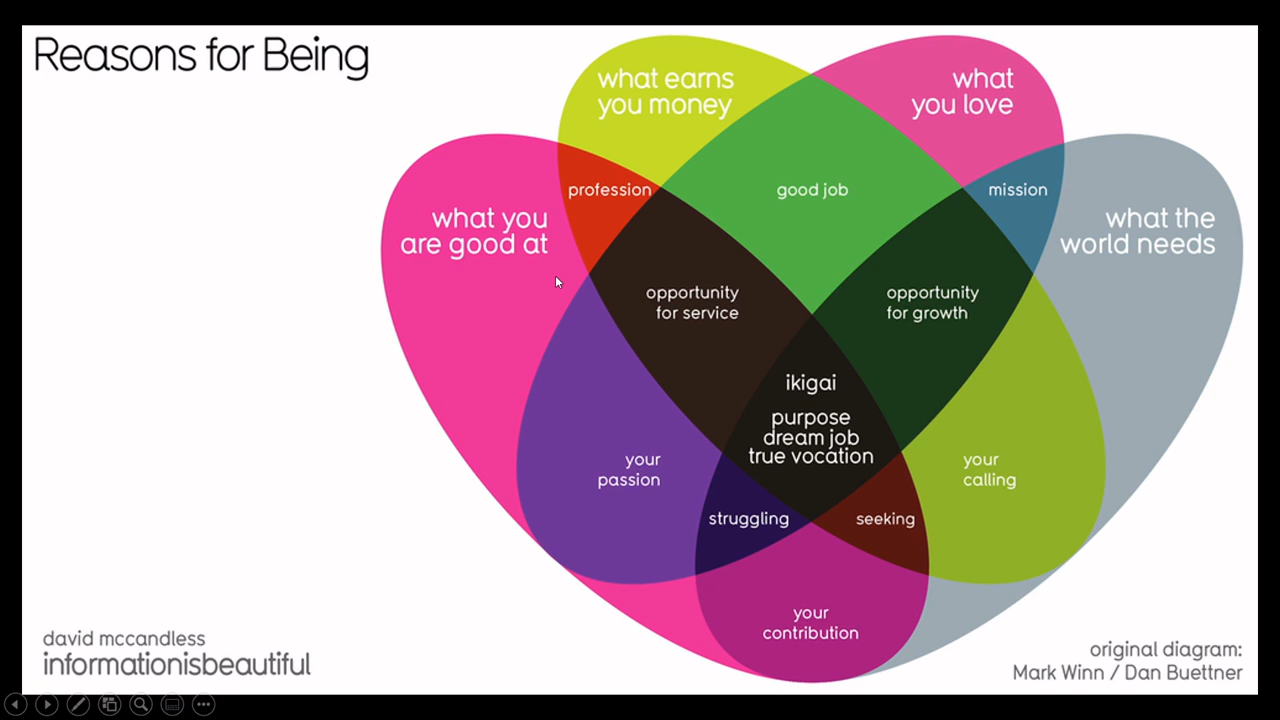 Reasons for Being
what earns
you money
what
you love
profession
good job
mission
what you
are good at
what the
world needs
opportunity
for service
opportunity
for growth
ikigai
purpose
dream job
true vocation
your
passion
your
calling
struggling
seeking
your
contribution
david mccandless
informationisbeautiful
original diagram:
Mark Winn / Dan Buettner